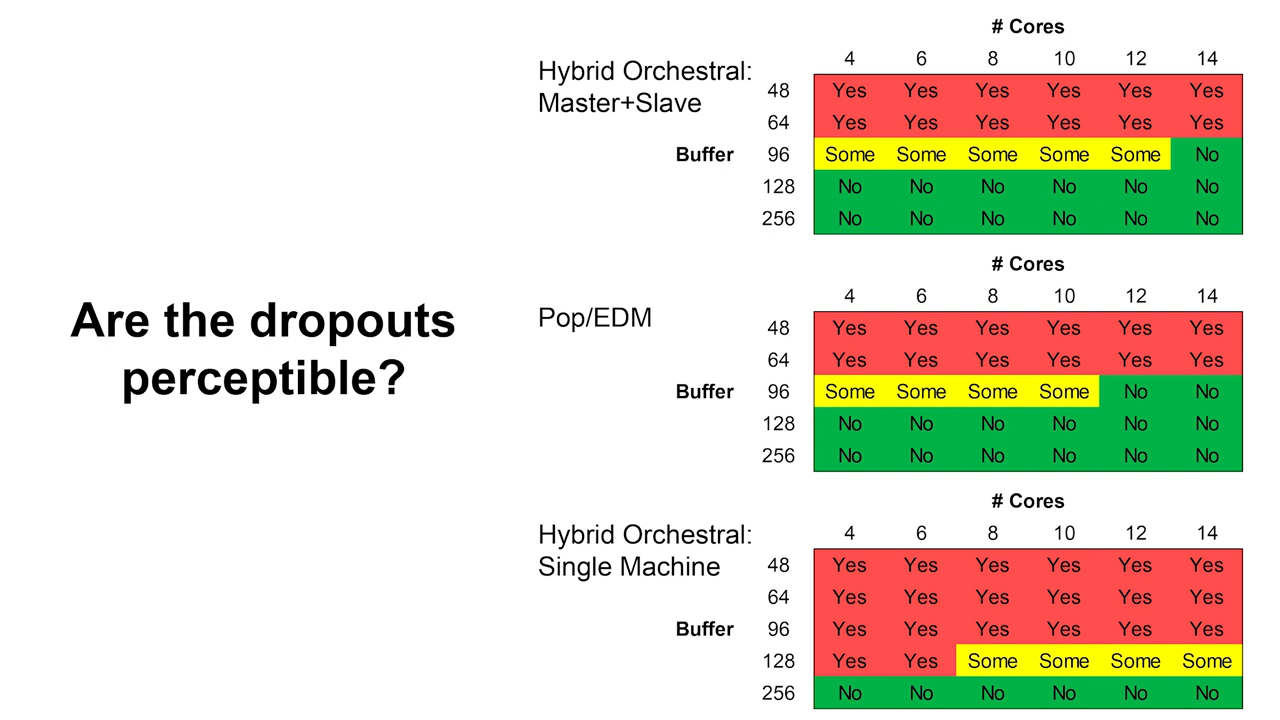 Are the dropouts
perceptible?
# Cores
4 6 8 10 12 14
Hybrid Orchestral:
Master+Slave
48 Yes Yes Yes Yes Yes Yes
64 Yes Yes Yes Yes Yes Yes
Buffer 96 Some Some Some Some Some No
128 No No No No No No
256 No No No No No No
# Cores
4 6 8 10 12 14
Pop/EDM
48 Yes Yes Yes Yes Yes Yes
64 Yes Yes Yes Yes Yes Yes
Buffer 96 Some Some Some Some No No
128 No No No No No No
256 No No No No No No
# Cores
4 6 8 10 12 14
Hybrid Orchestral:
Single Machine
48 Yes Yes Yes Yes Yes Yes
64 Yes Yes Yes Yes Yes Yes
Buffer 96 Yes Yes Yes Yes Yes Yes
128 Yes Yes Some Some Some Some
256 No No No No No No